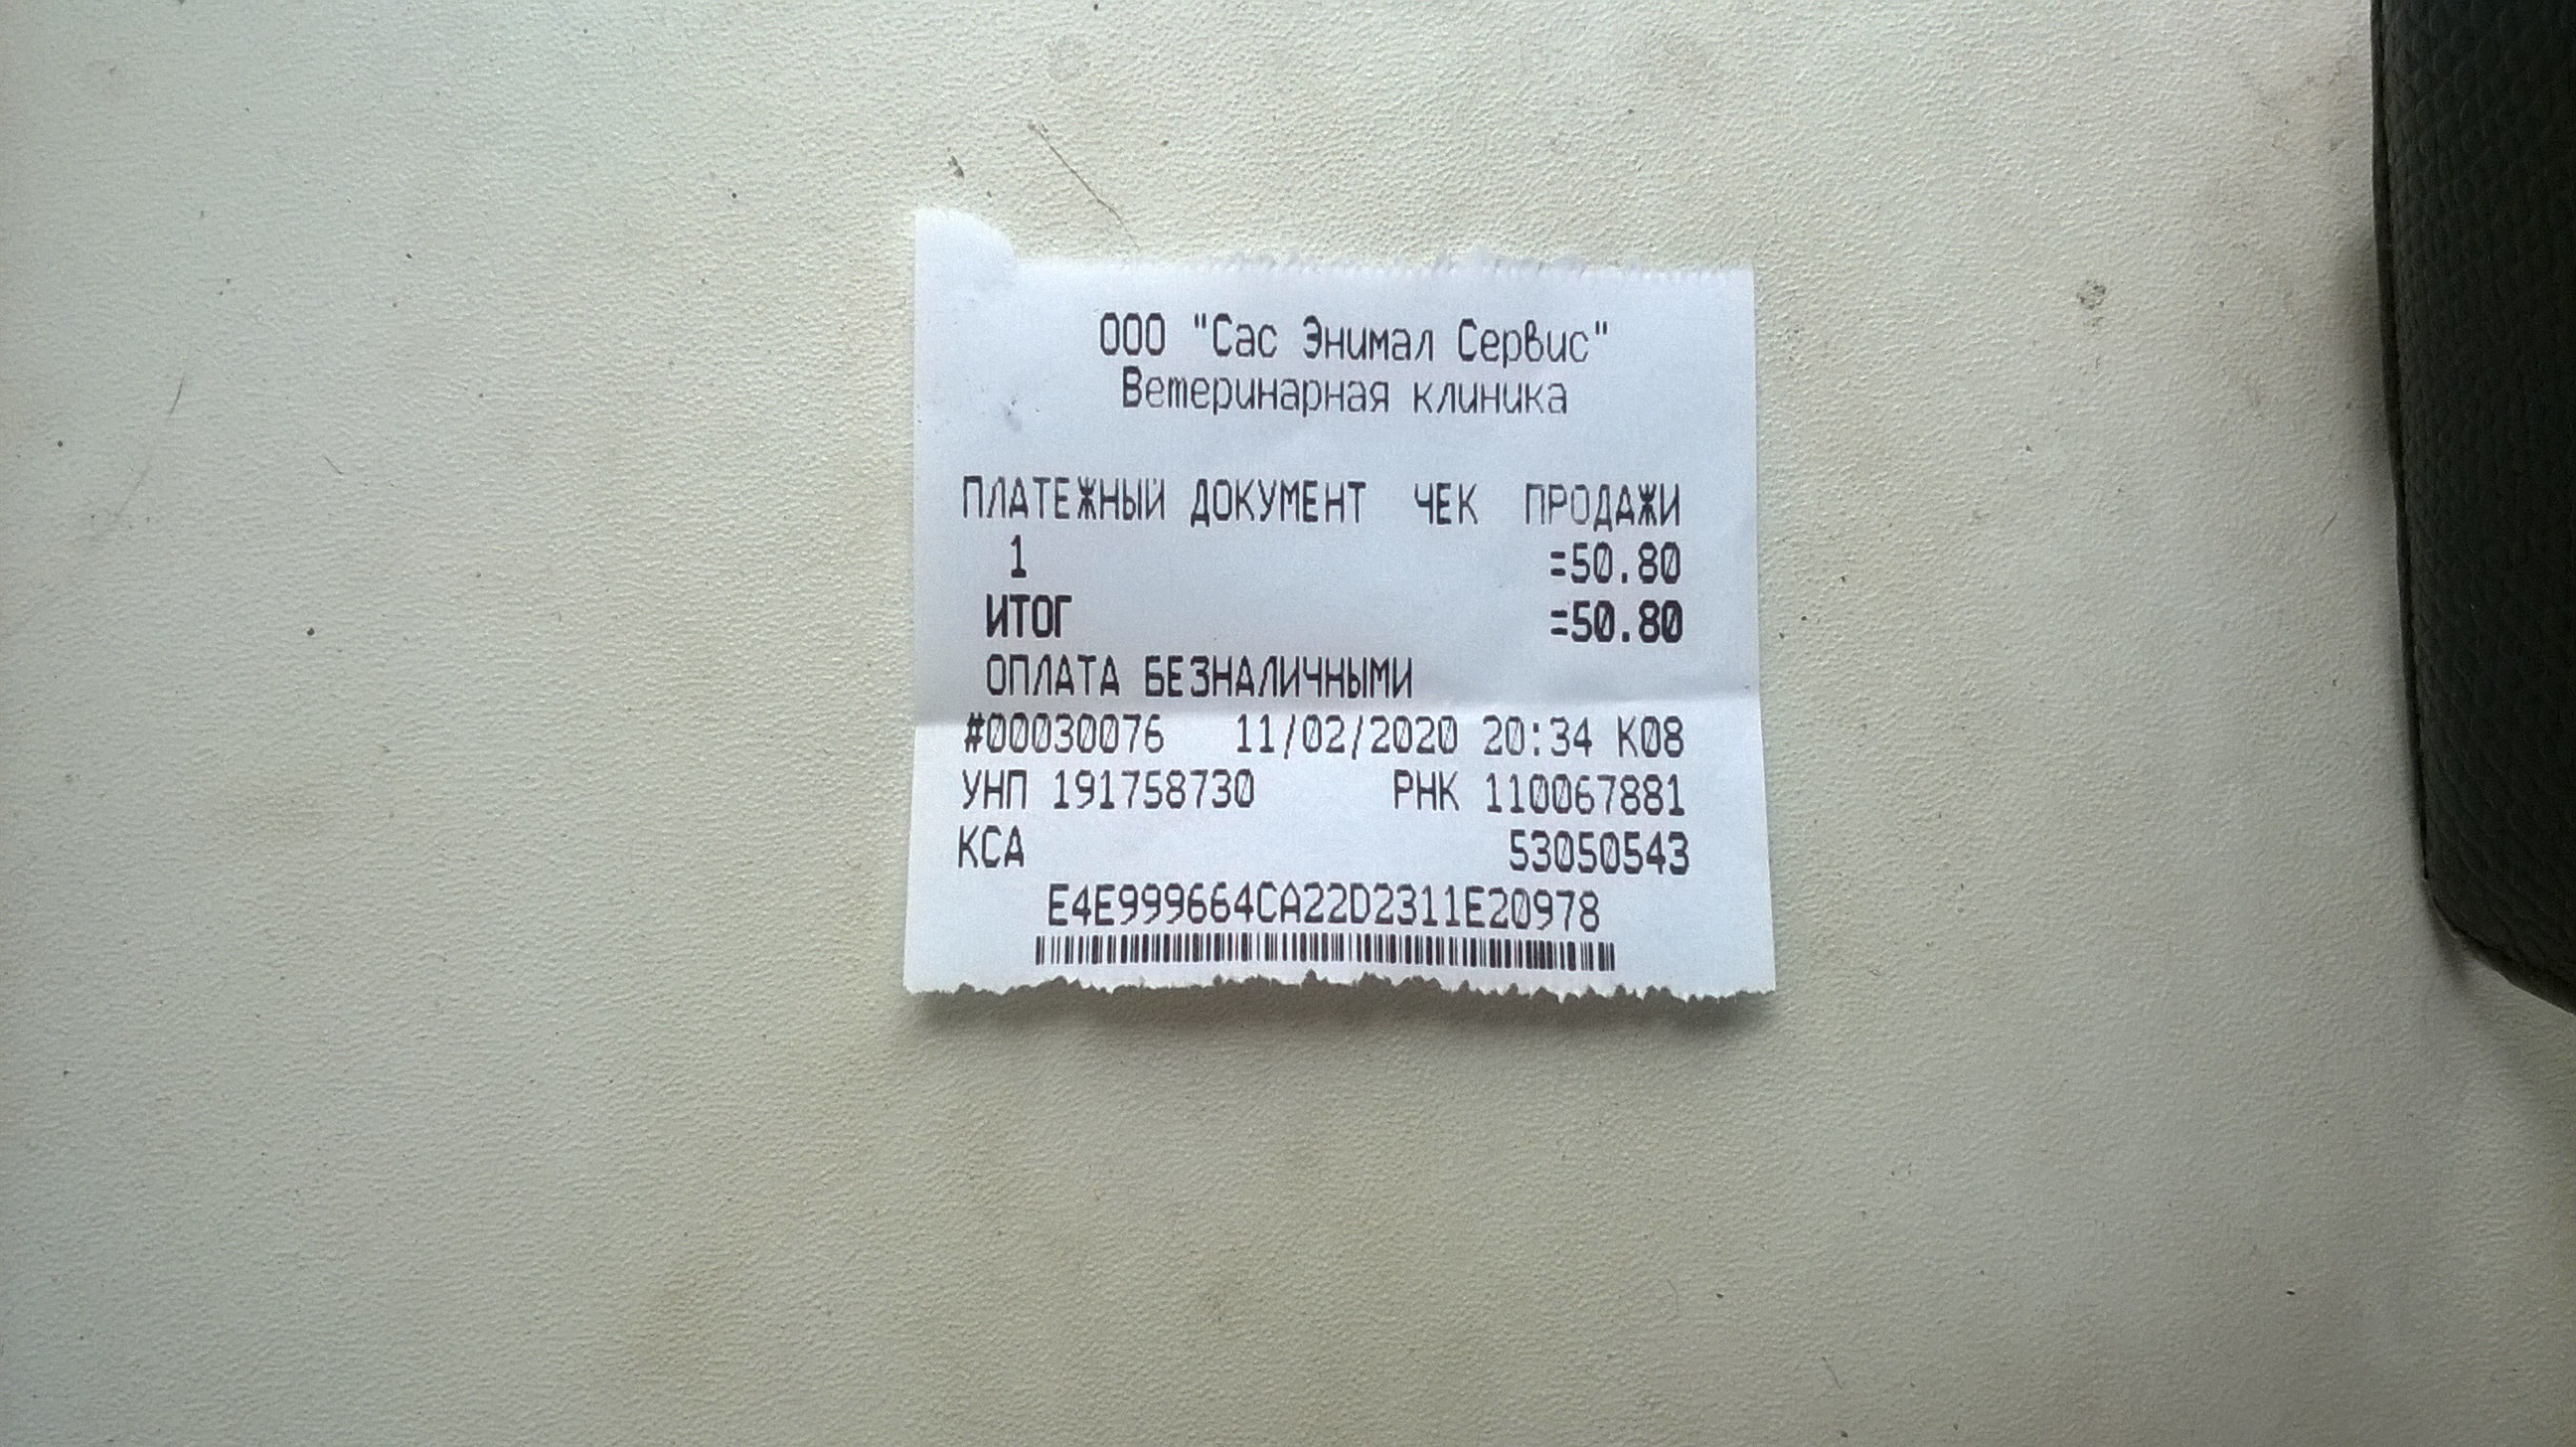 ООО "Сас Энимал Сервис"
Ветеринарная клиника
ПЛАТЕЖНЫЙ ДОКУМЕНТ ЧЕК ПРОДАЖИ
1 =50.80
ИТОГ =50.80
ОПЛАТА БЕЗНАЛИЧНЫМИ
#00030076 11/02/2020 20:34 К08
УНП 191758730 РНК 110067881
КСА 53050543
E4E999664CA22D2311E20978